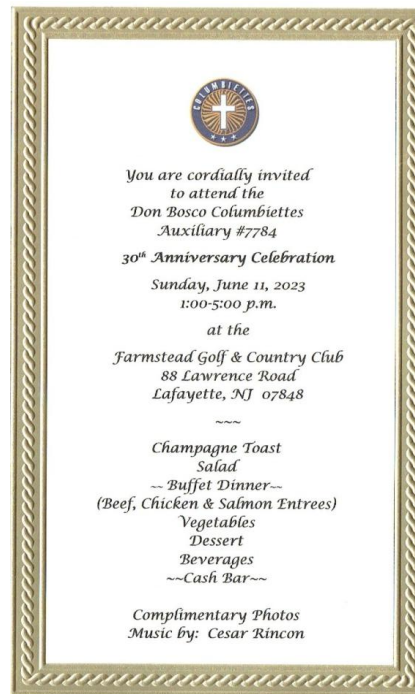 COLUMBIETTES
You are cordially invited
to attend the
Don Bosco Columbiettes
Auxiliary #7784
30th Anniversary Celebration
Sunday, June 11, 2023
1:00-5:00 p.m.
at the
Farmstead Golf & Country Club
88 Lawrence Road
Lafayette, NJ 07848
~~~
Champagne Toast
Salad
~~ Buffet Dinner~~
(Beef, Chicken & Salmon Entrees)
Vegetables
Dessert
Beverages
~~Cash Bar~~
Complimentary Photos
Music by: Cesar Rincon